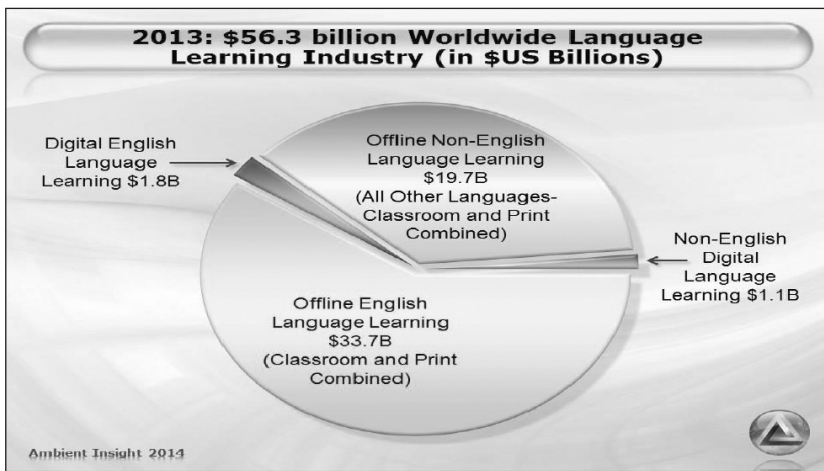 2013: $56.3 billion Worldwide Language
Learning Industry (in $US Billions)
Digital English
Language
Learning $1.8B
Offline Non-English
Language Learning
$19.7B
(All Other Languages-
Classroom and Print
Combined)
Non-English
Digital
Language
Learning $1.1B
Offline English
Language Learning
$33.7B
(Classroom and Print
Combined)
Ambient Insight 2014